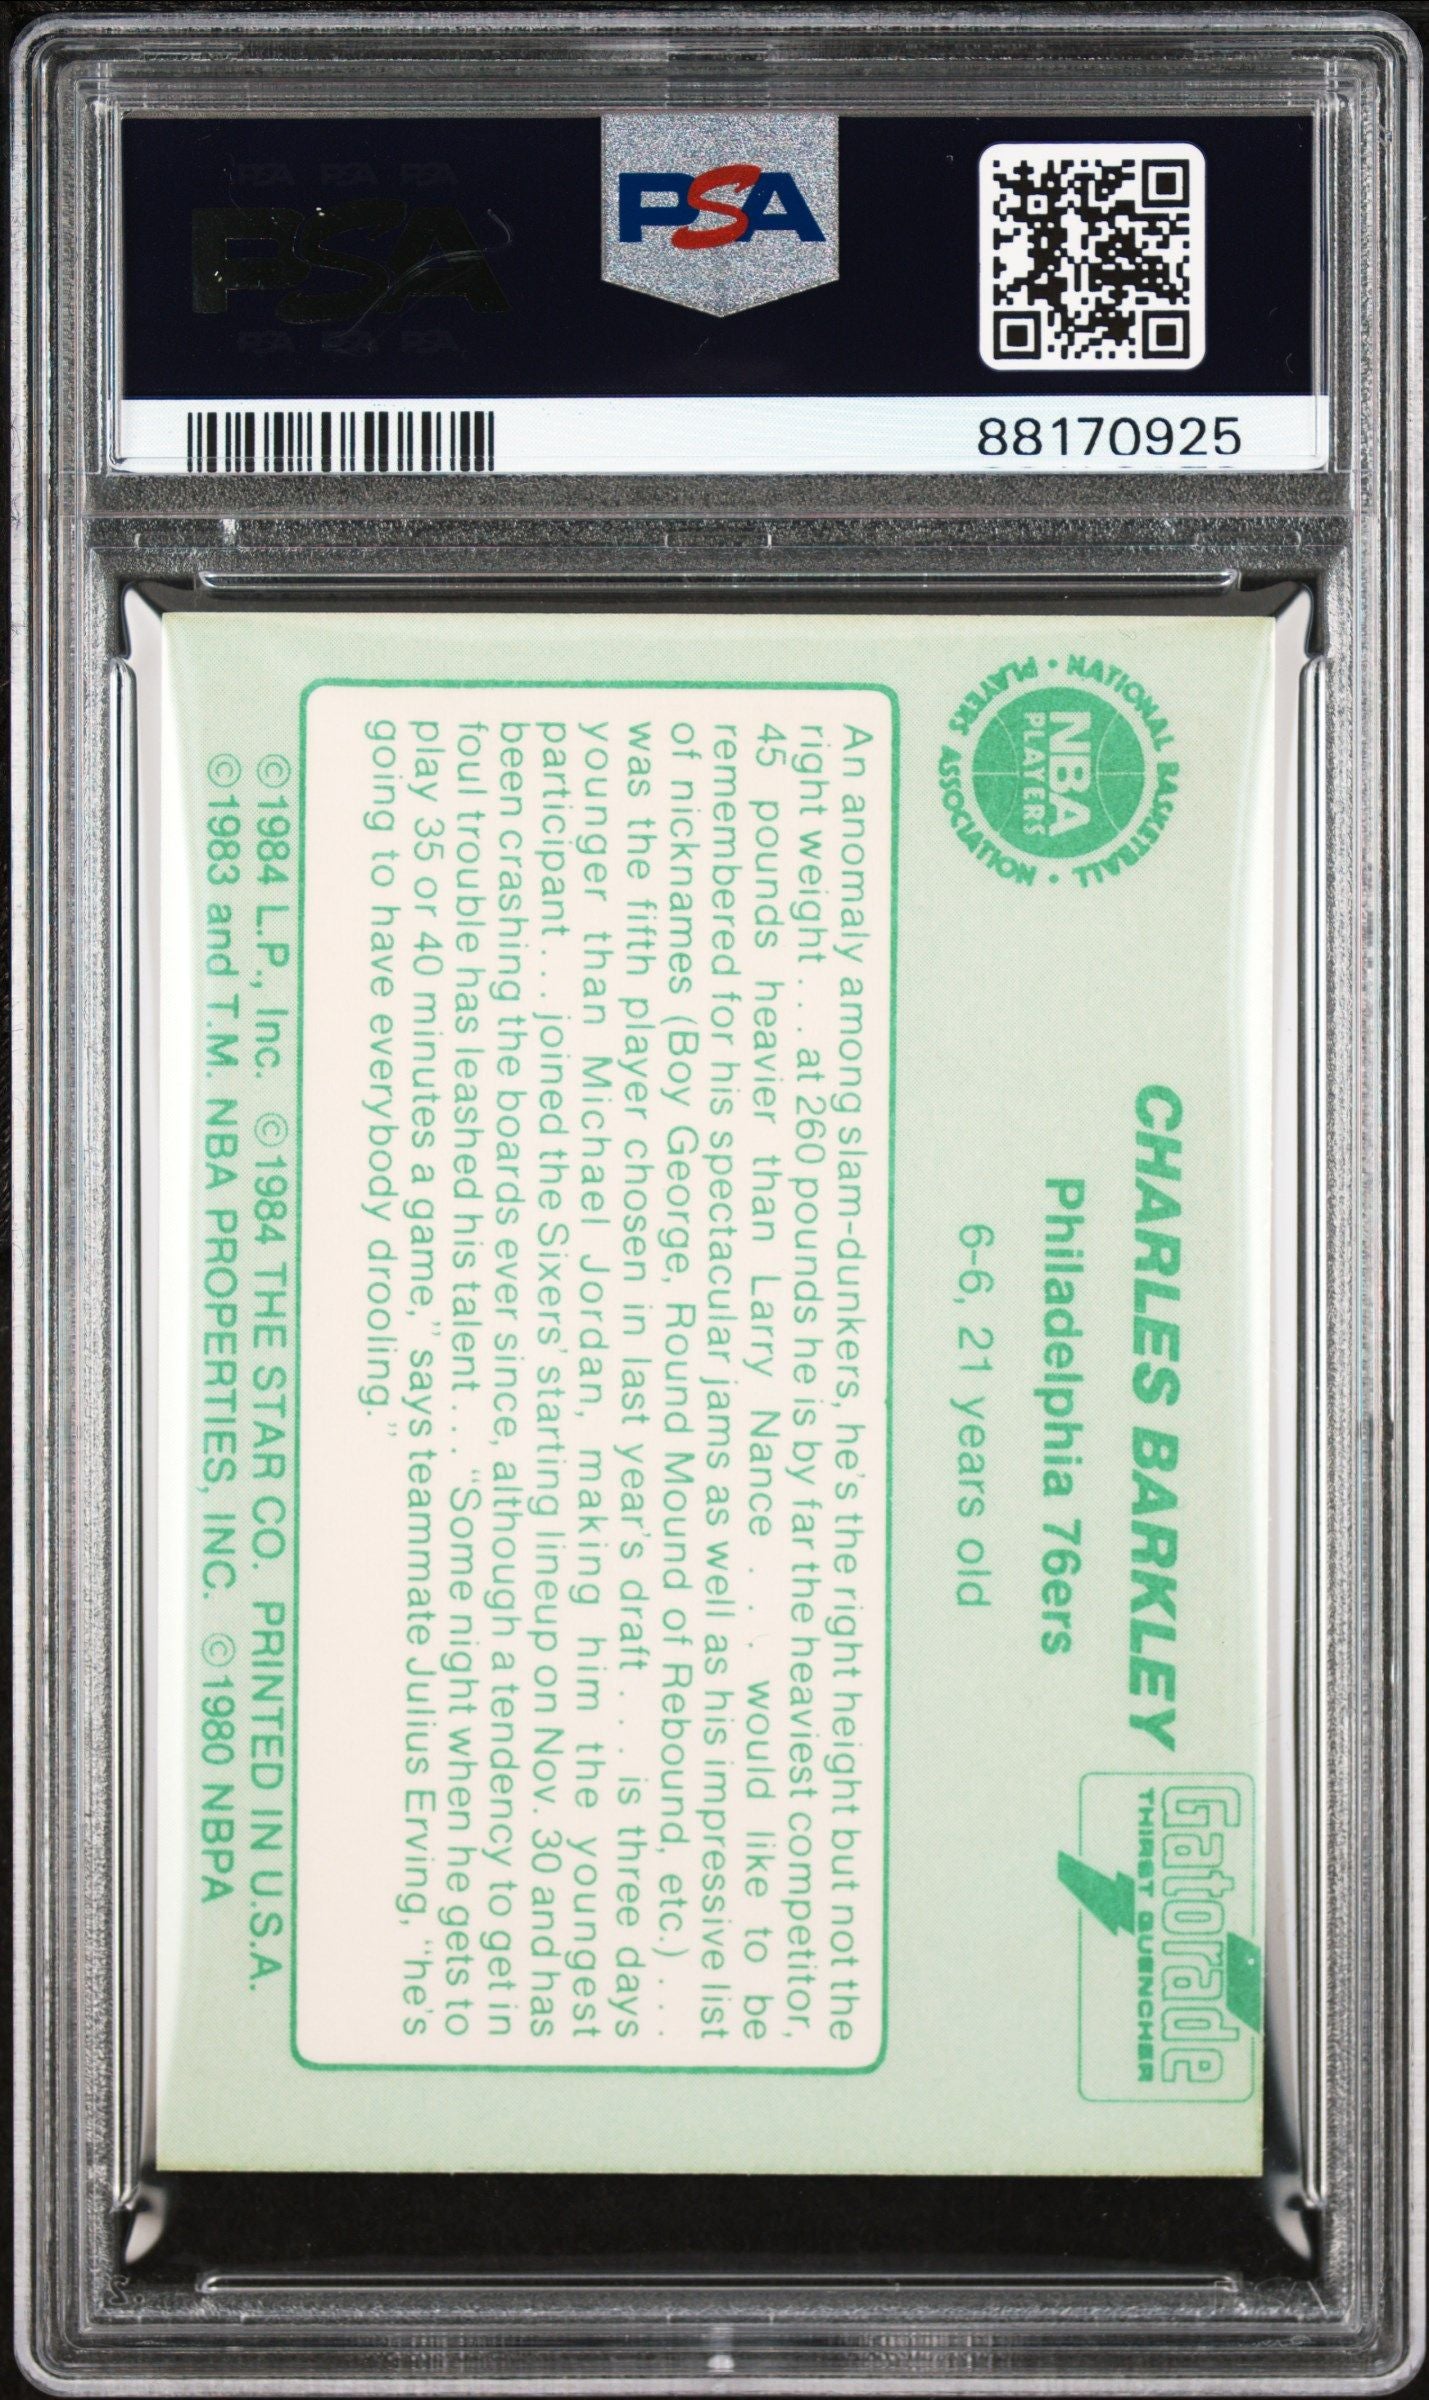 PSA PSA PSA
PSA
PSA PSA PSA
PSA
88170925
NATIONAL BASKETBALL PLAYERS ASSOCIATION
NBA
PLAYERS
CHARLES BARKLEY
Philadelphia 76ers
6-6, 21 years old
Gatorade
THIRST QUENCHER
An anomaly among slam-dunkers, he's the right height but not the
right weight . . . at 260 pounds he is by far the heaviest competitor,
45 pounds heavier than Larry Nance . . . would like to be
remembered for his spectacular jams as well as his impressive list
of nicknames (Boy George, Round Mound of Rebound, etc.) . . .
was the fifth player chosen in last year's draft . . . is three days
younger than Michael Jordan, making him the youngest
participant . . . joined the Sixers' starting lineup on Nov. 30 and has
been crashing the boards ever since, although a tendency to get in
foul trouble has leashed his talent . . . "Some night when he gets to
play 35 or 40 minutes a game," says teammate Julius Erving, "he's
going to have everybody drooling."
©1984 L.P., Inc. ©1984 THE STAR CO. PRINTED IN U.S.A.
©1983 and T.M. NBA PROPERTIES, INC. ©1980 NBPA
PSA